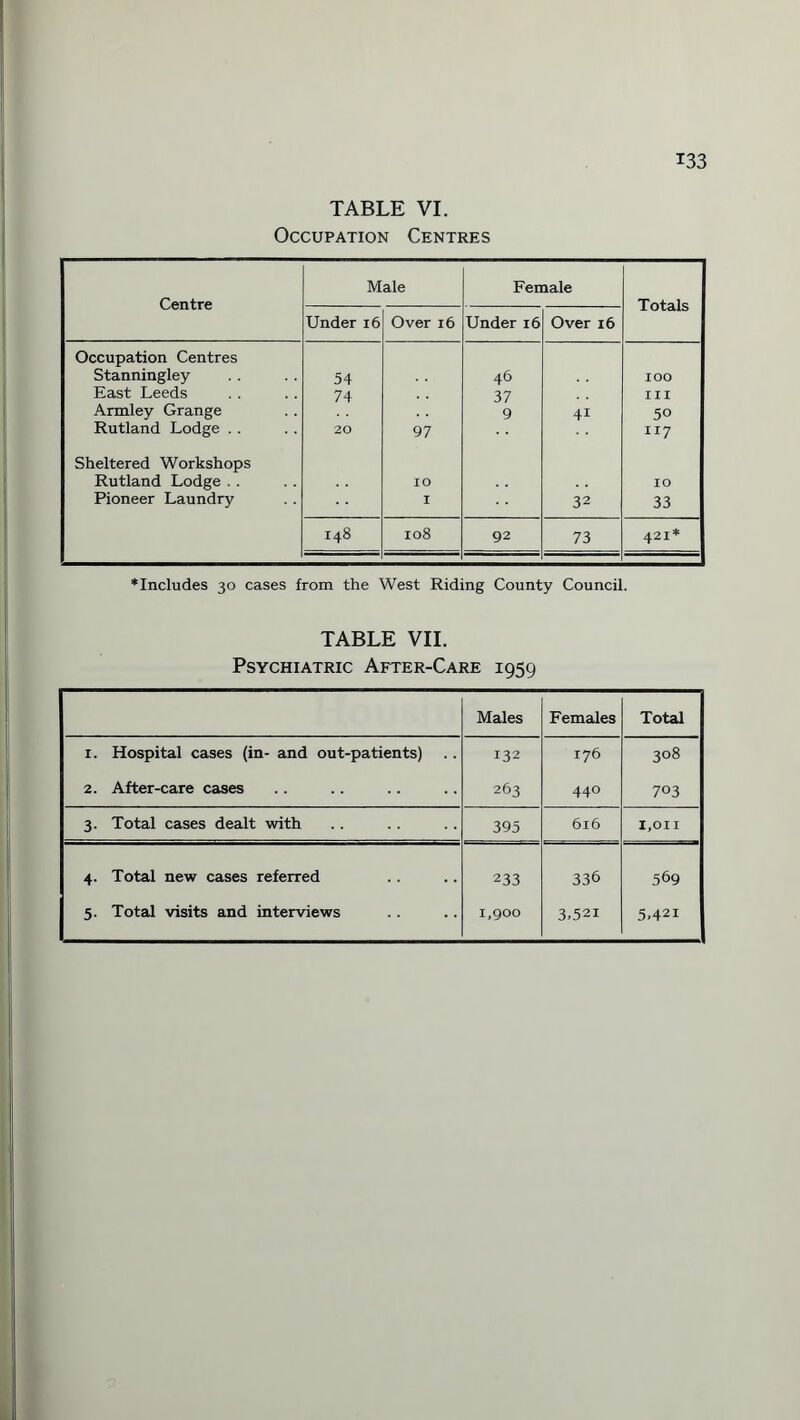 133
TABLE VI.
Occupation Centres
Centre Male Female Totals
Under 16 Over 16 Under 16 Over 16
Occupation Centres
Stanningley .. .. 54 .. 46 .. 100
East Leeds .. .. 74 .. 37 .. 111
Armley Grange .. .. .. 9 41 50
Rutland Lodge .. .. 20 97 .. .. 117
Sheltered Workshops
Rutland Lodge .. .. .. 10 .. .. 10
Pioneer Laundry .. .. 1 .. 32 33
148 108 92 73 421*
*Includes 30 cases from the West Riding County Council.
TABLE VII.
Psychiatric After-Care 1959
Males Females Total
1. Hospital cases (in- and out-patients) .. 132 176 308
2. After-care cases .. .. .. .. 263 440 703
3. Total cases dealt with .. .. .. 395 616 1,011
4. Total new cases referred .. .. 233 336 569
5. Total visits and interviews .. .. 1,900 3,521 5,421